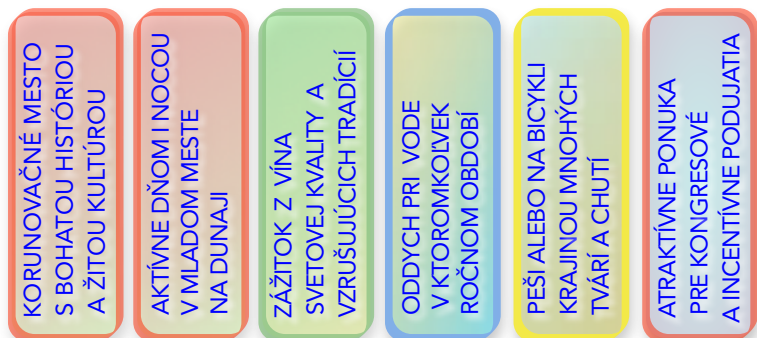 KORUNOVAČNÉ MESTO
S BOHATOU HISTÓRIOU
A ŽITOU KULTÚROU
AKTÍVNE DŇOM I NOCOU
V MLADOM MESTE
NA DUNAJI
ZÁŽITOK Z VÍNA
SVETOVEJ KVALITY A
VZRUŠUJÚCICH TRADÍCIÍ
ODDYCH PRI VODE
V KTOROMKOĽVEK
ROČNOM OBDOBÍ
PEŠI ALEBO NA BICYKLI
KRAJINOU MNOHÝCH
TVÁRÍ A CHUTÍ
ATRAKTÍVNE PONUKA
PRE KONGRESOVÉ
A INCENTÍVNE PODUJATIA